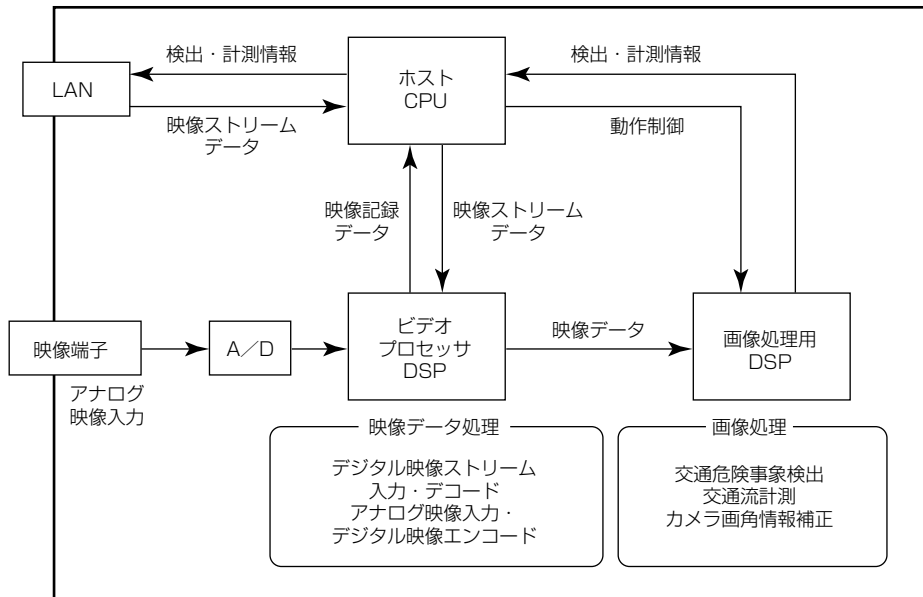 検出・計測情報
検出・計測情報
LAN
ホスト
CPU
映像ストリーム
データ
動作制御
映像記録
データ
映像ストリーム
データ
映像端子
A/D
ビデオ
プロセッサ
DSP
映像データ
画像処理用
DSP
アナログ
映像入力
映像データ処理
デジタル映像ストリーム
入力・デコード
アナログ映像入力・
デジタル映像エンコード
画像処理
交通危険事象検出
交通流計測
カメラ画角情報補正